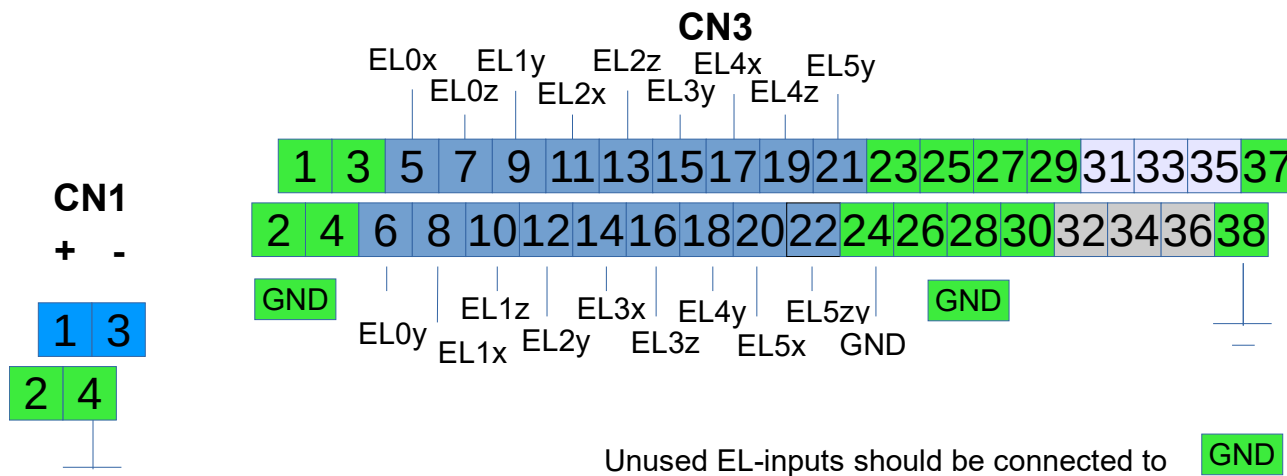 CN3
EL1y EL2z EL4x EL5y
EL0x
EL0z EL2x EL3y EL4z
1 3 5 7 9 11 13 15 17 19 21 23 25 27 29 31 33 35 37
CN1
2 4 6 8 10 12 14 16 18 20 22 24 26 28 30 32 34 36 38
+ -
GND EL1z EL3x EL4y EL5zy GND
1 3
EL0y EL1x EL2y EL3z EL5x GND
2 4
Unused EL-inputs should be connected to GND